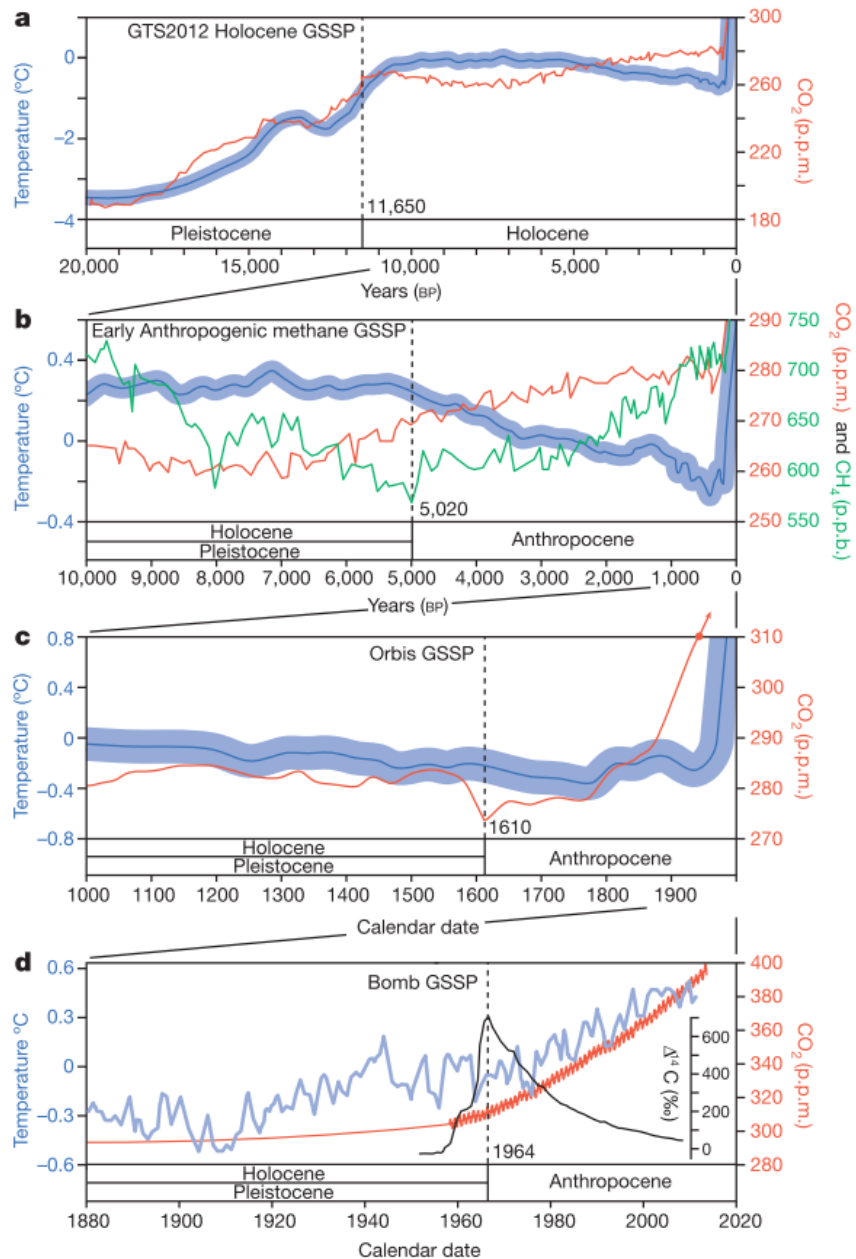 a
GTS2012 Holocene GSSP
Temperature (°C)
0
−2
−4
300
260
220
180
CO2 (p.p.m.)
11,650
Pleistocene Holocene
20,000 15,000 10,000 5,000 0
Years (BP)
b
Early Anthropogenic methane GSSP
Temperature (°C)
0.4
0
−0.4
290
280
270
260
250
750
700
650
600
550
CO2 (p.p.m.) and CH4 (p.p.b.)
5,020
Holocene
Pleistocene
Anthropocene
10,000 9,000 8,000 7,000 6,000 5,000 4,000 3,000 2,000 1,000 0
Years (BP)
c
Orbis GSSP
Temperature (°C)
0.8
0.4
0
−0.4
−0.8
310
300
290
280
270
CO2 (p.p.m.)
1610
Holocene
Pleistocene
Anthropocene
1000 1100 1200 1300 1400 1500 1600 1700 1800 1900
Calendar date
d
Bomb GSSP
Temperature °C
0.6
0.3
0
−0.3
−0.6
400
380
360
340
320
300
280
CO2 (p.p.m.)
600
400
200
0
Δ14 C (‰)
1964
Holocene
Pleistocene
Anthropocene
1880 1900 1920 1940 1960 1980 2000 2020
Calendar date